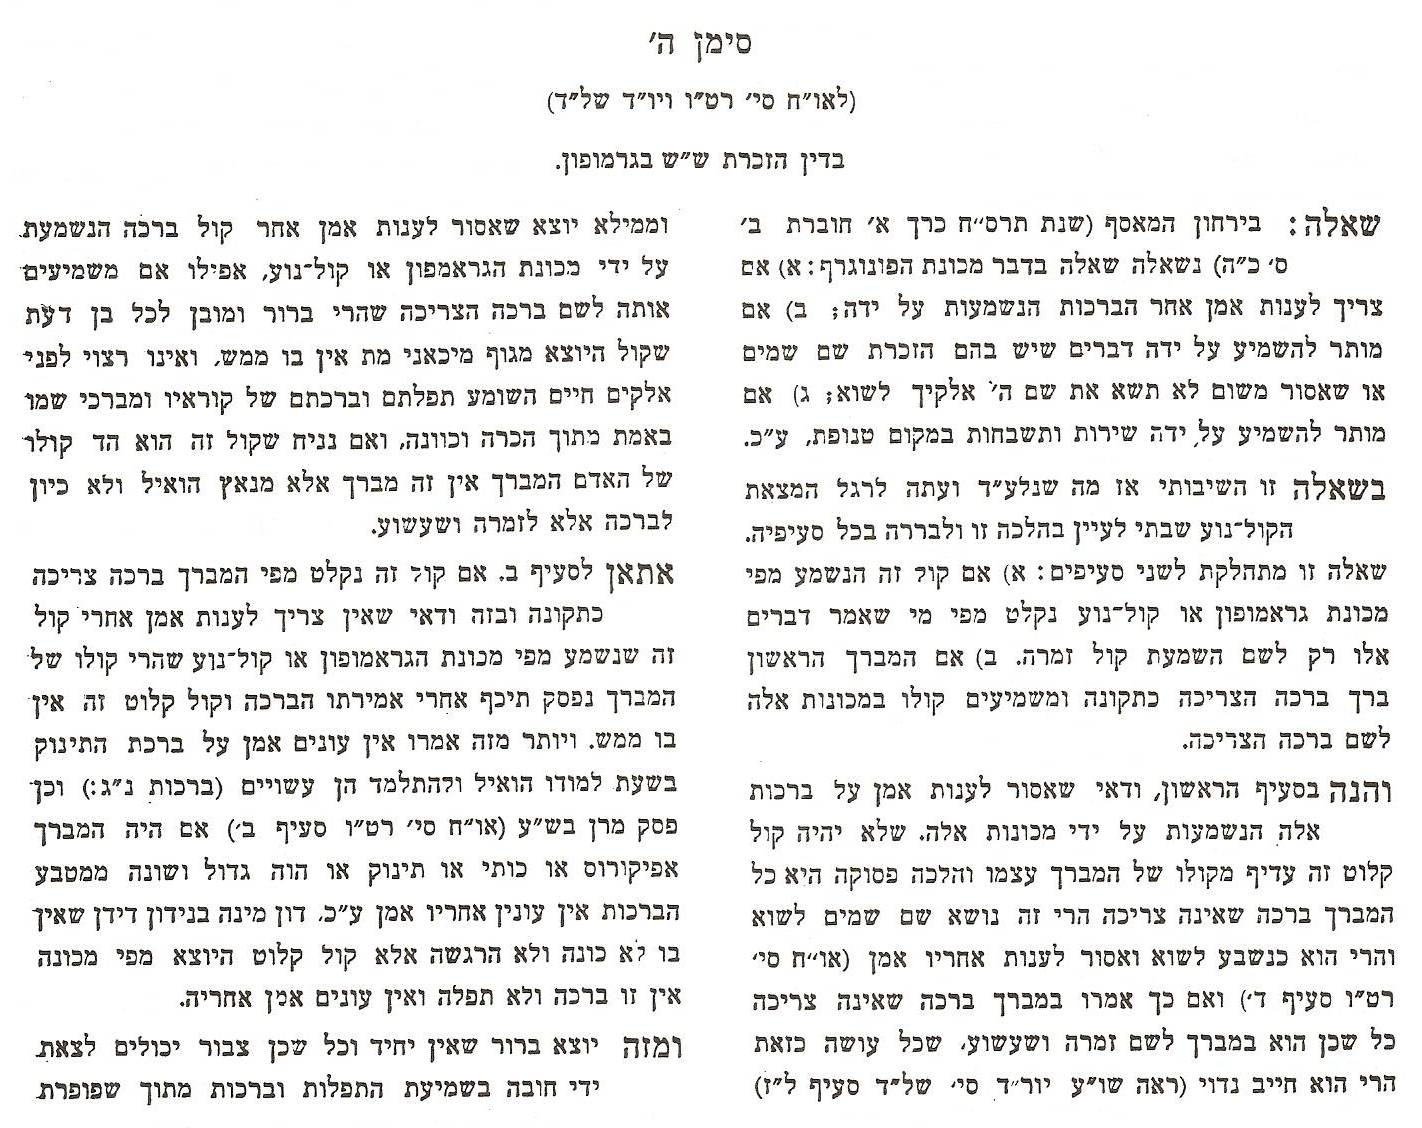 סימן ה׳
(לאו״ח סי׳ רט״ו ויו״ד של״ד)
בדין הזכרת ש״ש בגרמופון.
שאלה: בירחון המאסף (שנת תרס״ח כרך א׳ חוברת ב׳
ס׳ כ״ה) נשאלה שאלה בדבר מכונת הפונוגרף: א) אם
צריך לענות אמן אחר הברכות הנשמעות על ידה; ב) אם
מותר להשמיע על ידה דברים שיש בהם הזכרת שם שמים
או שאסור משום לא תשא את שם ה׳ אלקיך לשוא; ג) אם
מותר להשמיע על ידה שירות ותשבחות במקום טנופת, ע״כ.
בשאלה זו השיבותי אז מה שנלע״ד ועתה לרגל המצאת
הקול־נוע שבתי לעיין בהלכה זו ולבררה בכל סעיפיה.
שאלה זו מתהלקת לשני סעיפים: א) אם קול זה הנשמע מפי
מכונת גראמופון או קול־נוע נקלט מפי מי שאמר דברים
אלו רק לשם השמעת קול זמרה. ב) אם המברך הראשון
ברך ברכה הצריכה כתקונה ומשמיעים קולו במכונות אלה
לשם ברכה הצריכה.
והנה בסעיף הראשון, ודאי שאסור לענות אמן על ברכות
אלה הנשמעות על ידי מכונות אלה. שלא יהיה קול
קלוט זה עדיף מקולו של המברך עצמו והלכה פסוקה היא כל
המברך ברכה שאינה צריכה הרי זה נושא שם שמים לשוא
והרי הוא כנשבע לשוא ואסור לענות אחריו אמן (או״ח סי׳
רט״ו סעיף ד׳) ואם כך אמרו במברך ברכה שאינה צריכה
כל שכן הוא במברך לשם זמרה ושעשוע, שכל עושה כזאת
הרי הוא חייב נדוי (ראה שו״ע יור״ד סי׳ של״ד סעיף ל״ז)
וממילא יוצא שאסור לענות אמן אחר קול ברכה הנשמעת
על ידי מכונת הגראמפון או קול־נוע, אפילו אם משמיעים
אותה לשם ברכה הצריכה שהרי ברור ומובן לכל בן דעת
שקול היוצא מגוף מיכאני מת אין בו ממש, ואינו רצוי לפני
אלקים חיים השומע תפלתם וברכתם של קוראיו ומברכי שמו
באמת מתוך הכרה וכוונה, ואם נניח שקול זה הוא הד קולו
של האדם המברך אין זה מברך אלא מנאץ הואיל ולא כיון
לברכה אלא לזמרה ושעשוע.
אתאן לסעיף ב. אם קול זה נקלט מפי המברך ברכה צריכה
כתקונה ובזה ודאי שאין צריך לענות אמן אחרי קול
זה שנשמע מפי מכונת הגראמופון או קול־נוע שהרי קולו של
המברך נפסק תיכף אחרי אמירתו הברכה וקול קלוט זה אין
בו ממש. ויותר מזה אמרו אין עונים אמן על ברכת התינוק
בשעת למודו הואיל ולהתלמד הן עשויים (ברכות נ״ג:) וכן
פסק מרן בש״ע (או״ח סי׳ רט״ו סעיף ב׳) אם היה המברך
אפיקורוס או כותי או תינוק או הוה גדול ושונה ממטבע
הברכות אין עונין אחריו אמן ע״כ. דון מינה בנידון דידן שאין
בו לא כונה ולא הרגשה אלא קול קלוט היוצא מפי מכונה
אין זו ברכה ולא תפלה ואין עונים אמן אחריה.
ומזה יוצא ברור שאין יחיד וכל שכן צבור יכולים לצאת
ידי חובה בשמיעת התפלות וברכות מתוך שפופרת